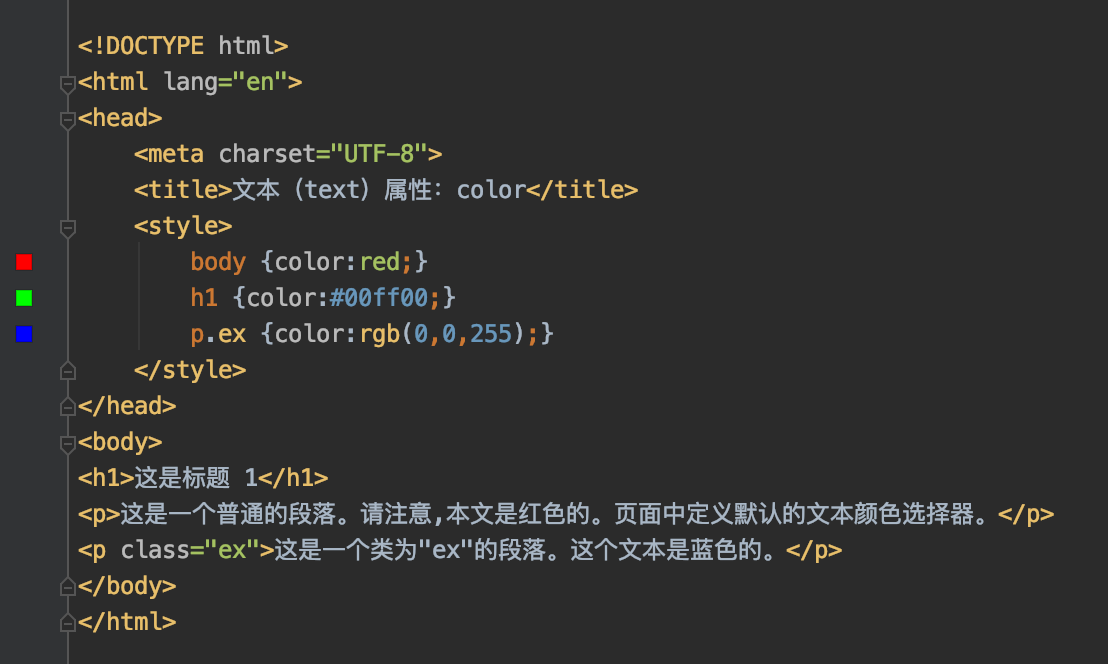 <!DOCTYPE html>
<html lang="en">
<head>
    <meta charset="UTF-8">
    <title>文本（text）属性：color</title>
    <style>
        body {color:red;}
        h1 {color:#00ff00;}
        p.ex {color:rgb(0,0,255);}
    </style>
</head>
<body>
<h1>这是标题 1</h1>
<p>这是一个普通的段落。请注意,本文是红色的。页面中定义默认的文本颜色选择器。</p>
<p class="ex">这是一个类为"ex"的段落。这个文本是蓝色的。</p>
</body>
</html>